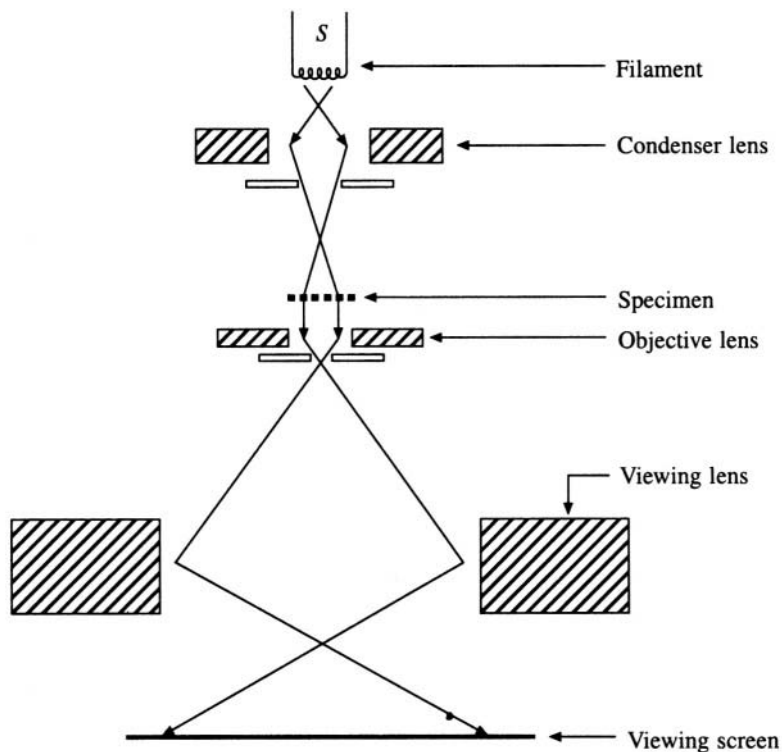 S
Filament
Condenser lens
Specimen
Objective lens
Viewing lens
Viewing screen